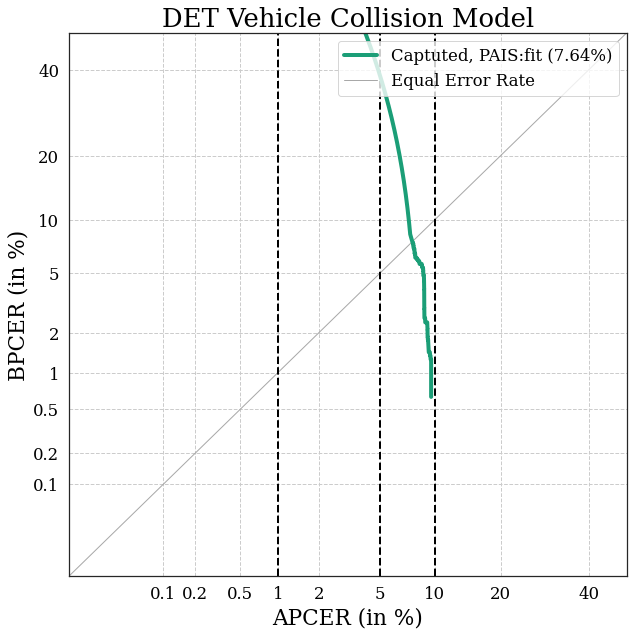 DET Vehicle Collision Model
Captuted, PAIS:fit (7.64%)
Equal Error Rate
BPCER (in %)
40
20
10
5
2
1
0.5
0.2
0.1
0.1 0.2 0.5 1 2 5 10 20 40
APCER (in %)